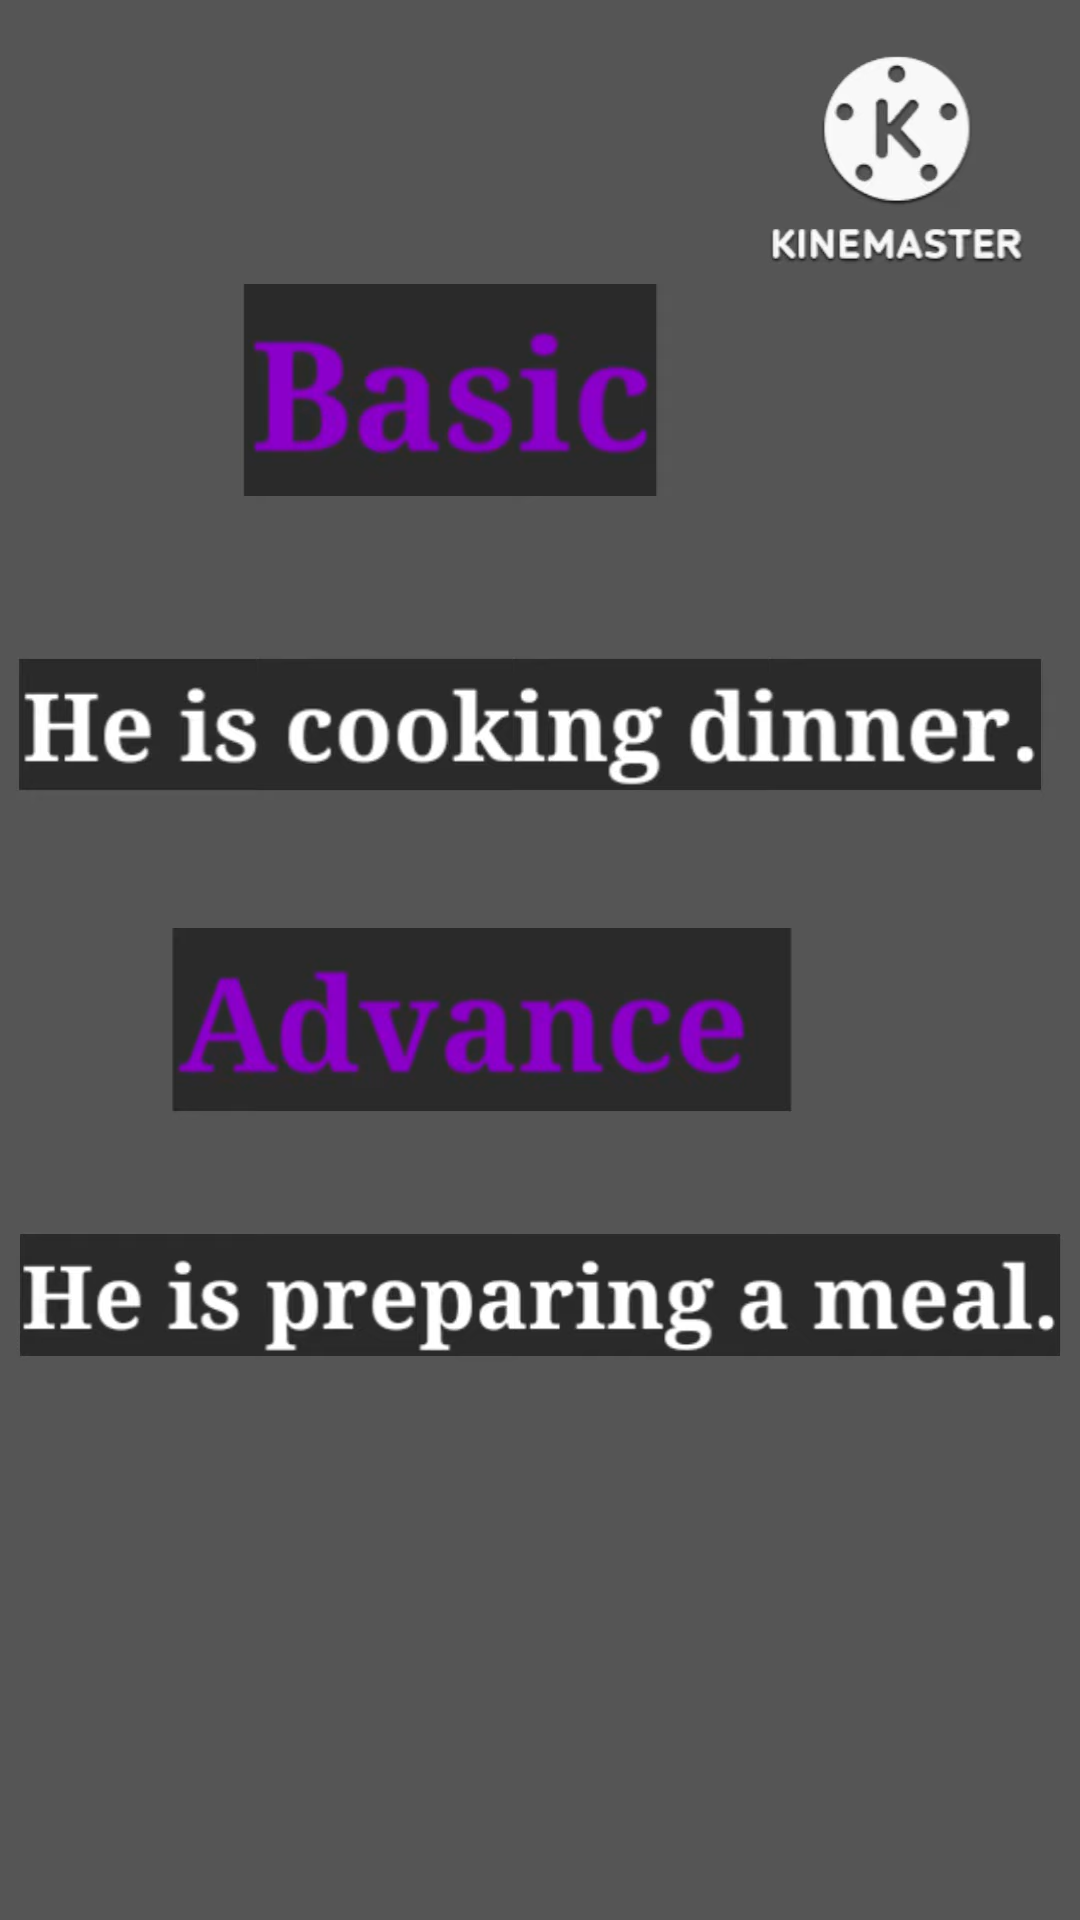 K
KINEMASTER
Basic
He is cooking dinner.
Advance
He is preparing a meal.